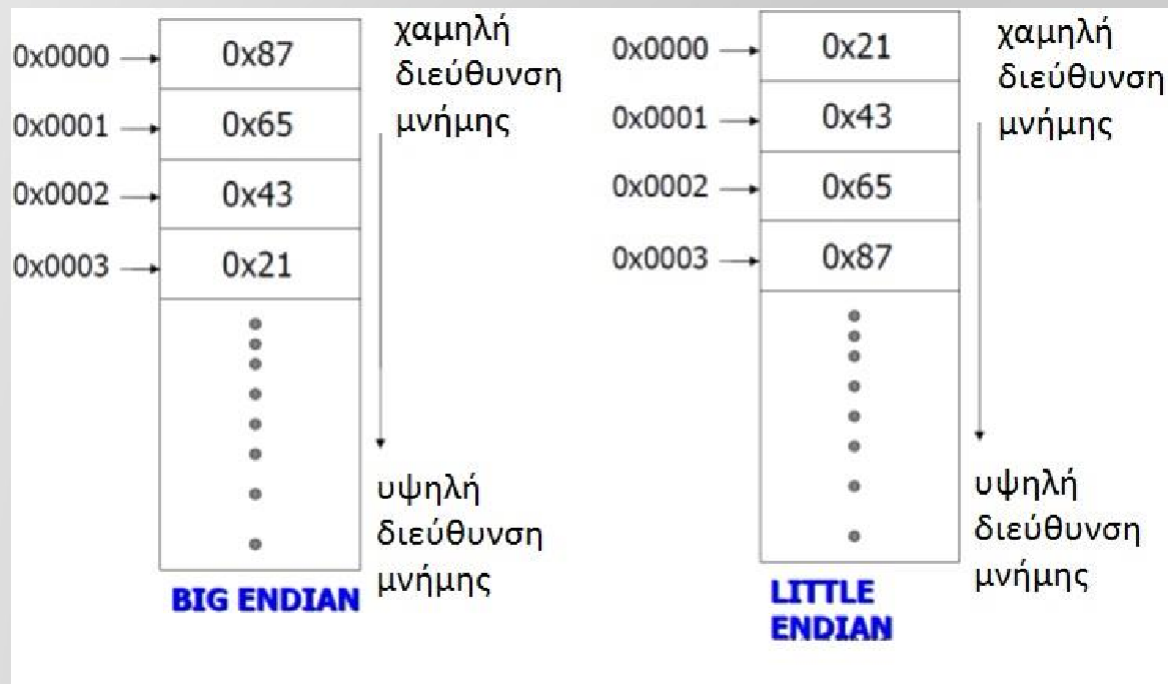 0x0000
0x87
0x0001
0x65
0x0002
0x43
0x0003
0x21
χαμηλή
διεύθυνση
μνήμης
υψηλή
διεύθυνση
μνήμης
BIG ENDIAN
0x0000
0x21
0x0001
0x43
0x0002
0x65
0x0003
0x87
χαμηλή
διεύθυνση
μνήμης
υψηλή
διεύθυνση
μνήμης
LITTLE
ENDIAN